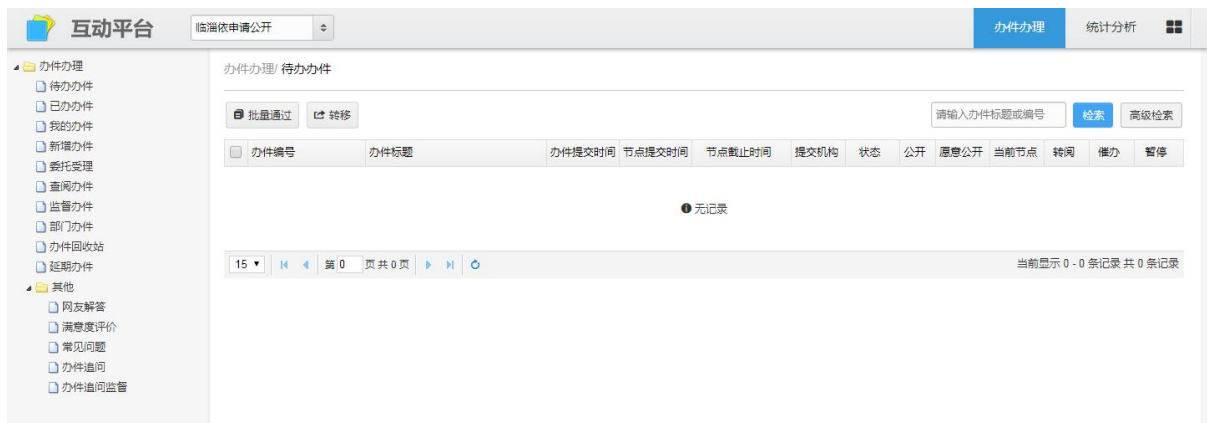 互动平台
临淄依申请公开
办件办理
统计分析
办件办理
待办办件
已办办件
我的办件
新增办件
委托受理
查阅办件
监督办件
部门办件
办件回收站
延期办件
其他
网友解答
满意度评价
常见问题
办件追问
办件追问监督
办件办理/ 待办办件
批量通过 转移 请输入办件标题或编号 检索 高级检索
办件编号 办件标题 办件提交时间 节点提交时间 节点截止时间 提交机构 状态 公开 愿意公开 当前节点 转阅 催办 暂停
无记录
15 第 0 页 共 0 页 当前显示 0 - 0 条记录 共 0 条记录